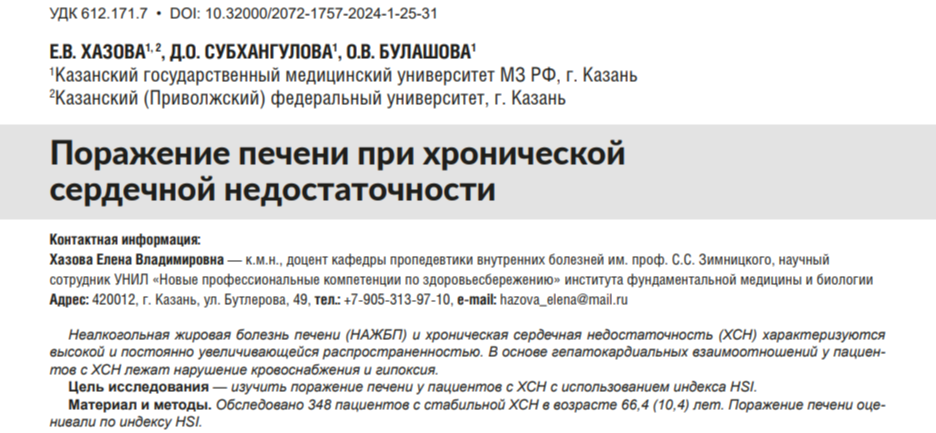 УДК 612.171.7 • DOI: 10.32000/2072-1757-2024-1-25-31
Е.В. ХАЗОВА1, 2, Д.О. СУБХАНГУЛОВА1, О.В. БУЛАШОВА1
1Казанский государственный медицинский университет МЗ РФ, г. Казань
2Казанский (Приволжский) федеральный университет, г. Казань
Поражение печени при хронической
сердечной недостаточности
Контактная информация:
Хазова Елена Владимировна — к.м.н., доцент кафедры пропедевтики внутренних болезней им. проф. С.С. Зимницкого, научный
сотрудник УНИЛ «Новые профессиональные компетенции по здоровьесбережению» института фундаментальной медицины и биологии
Адрес: 420012, г. Казань, ул. Бутлерова, 49, тел.: +7-905-313-97-10, e-mail: hazova_elena@mail.ru
Неалкогольная жировая болезнь печени (НАЖБП) и хроническая сердечная недостаточность (ХСН) характеризуются
высокой и постоянно увеличивающейся распространенностью. В основе гепатокардиальных взаимоотношений у пациен-
тов с ХСН лежат нарушение кровоснабжения и гипоксия.
Цель исследования — изучить поражение печени у пациентов с ХСН с использованием индекса HSI.
Материал и методы. Обследовано 348 пациентов с стабильной ХСН в возрасте 66,4 (10,4) лет. Поражение печени оце-
нивали по индексу HSI.